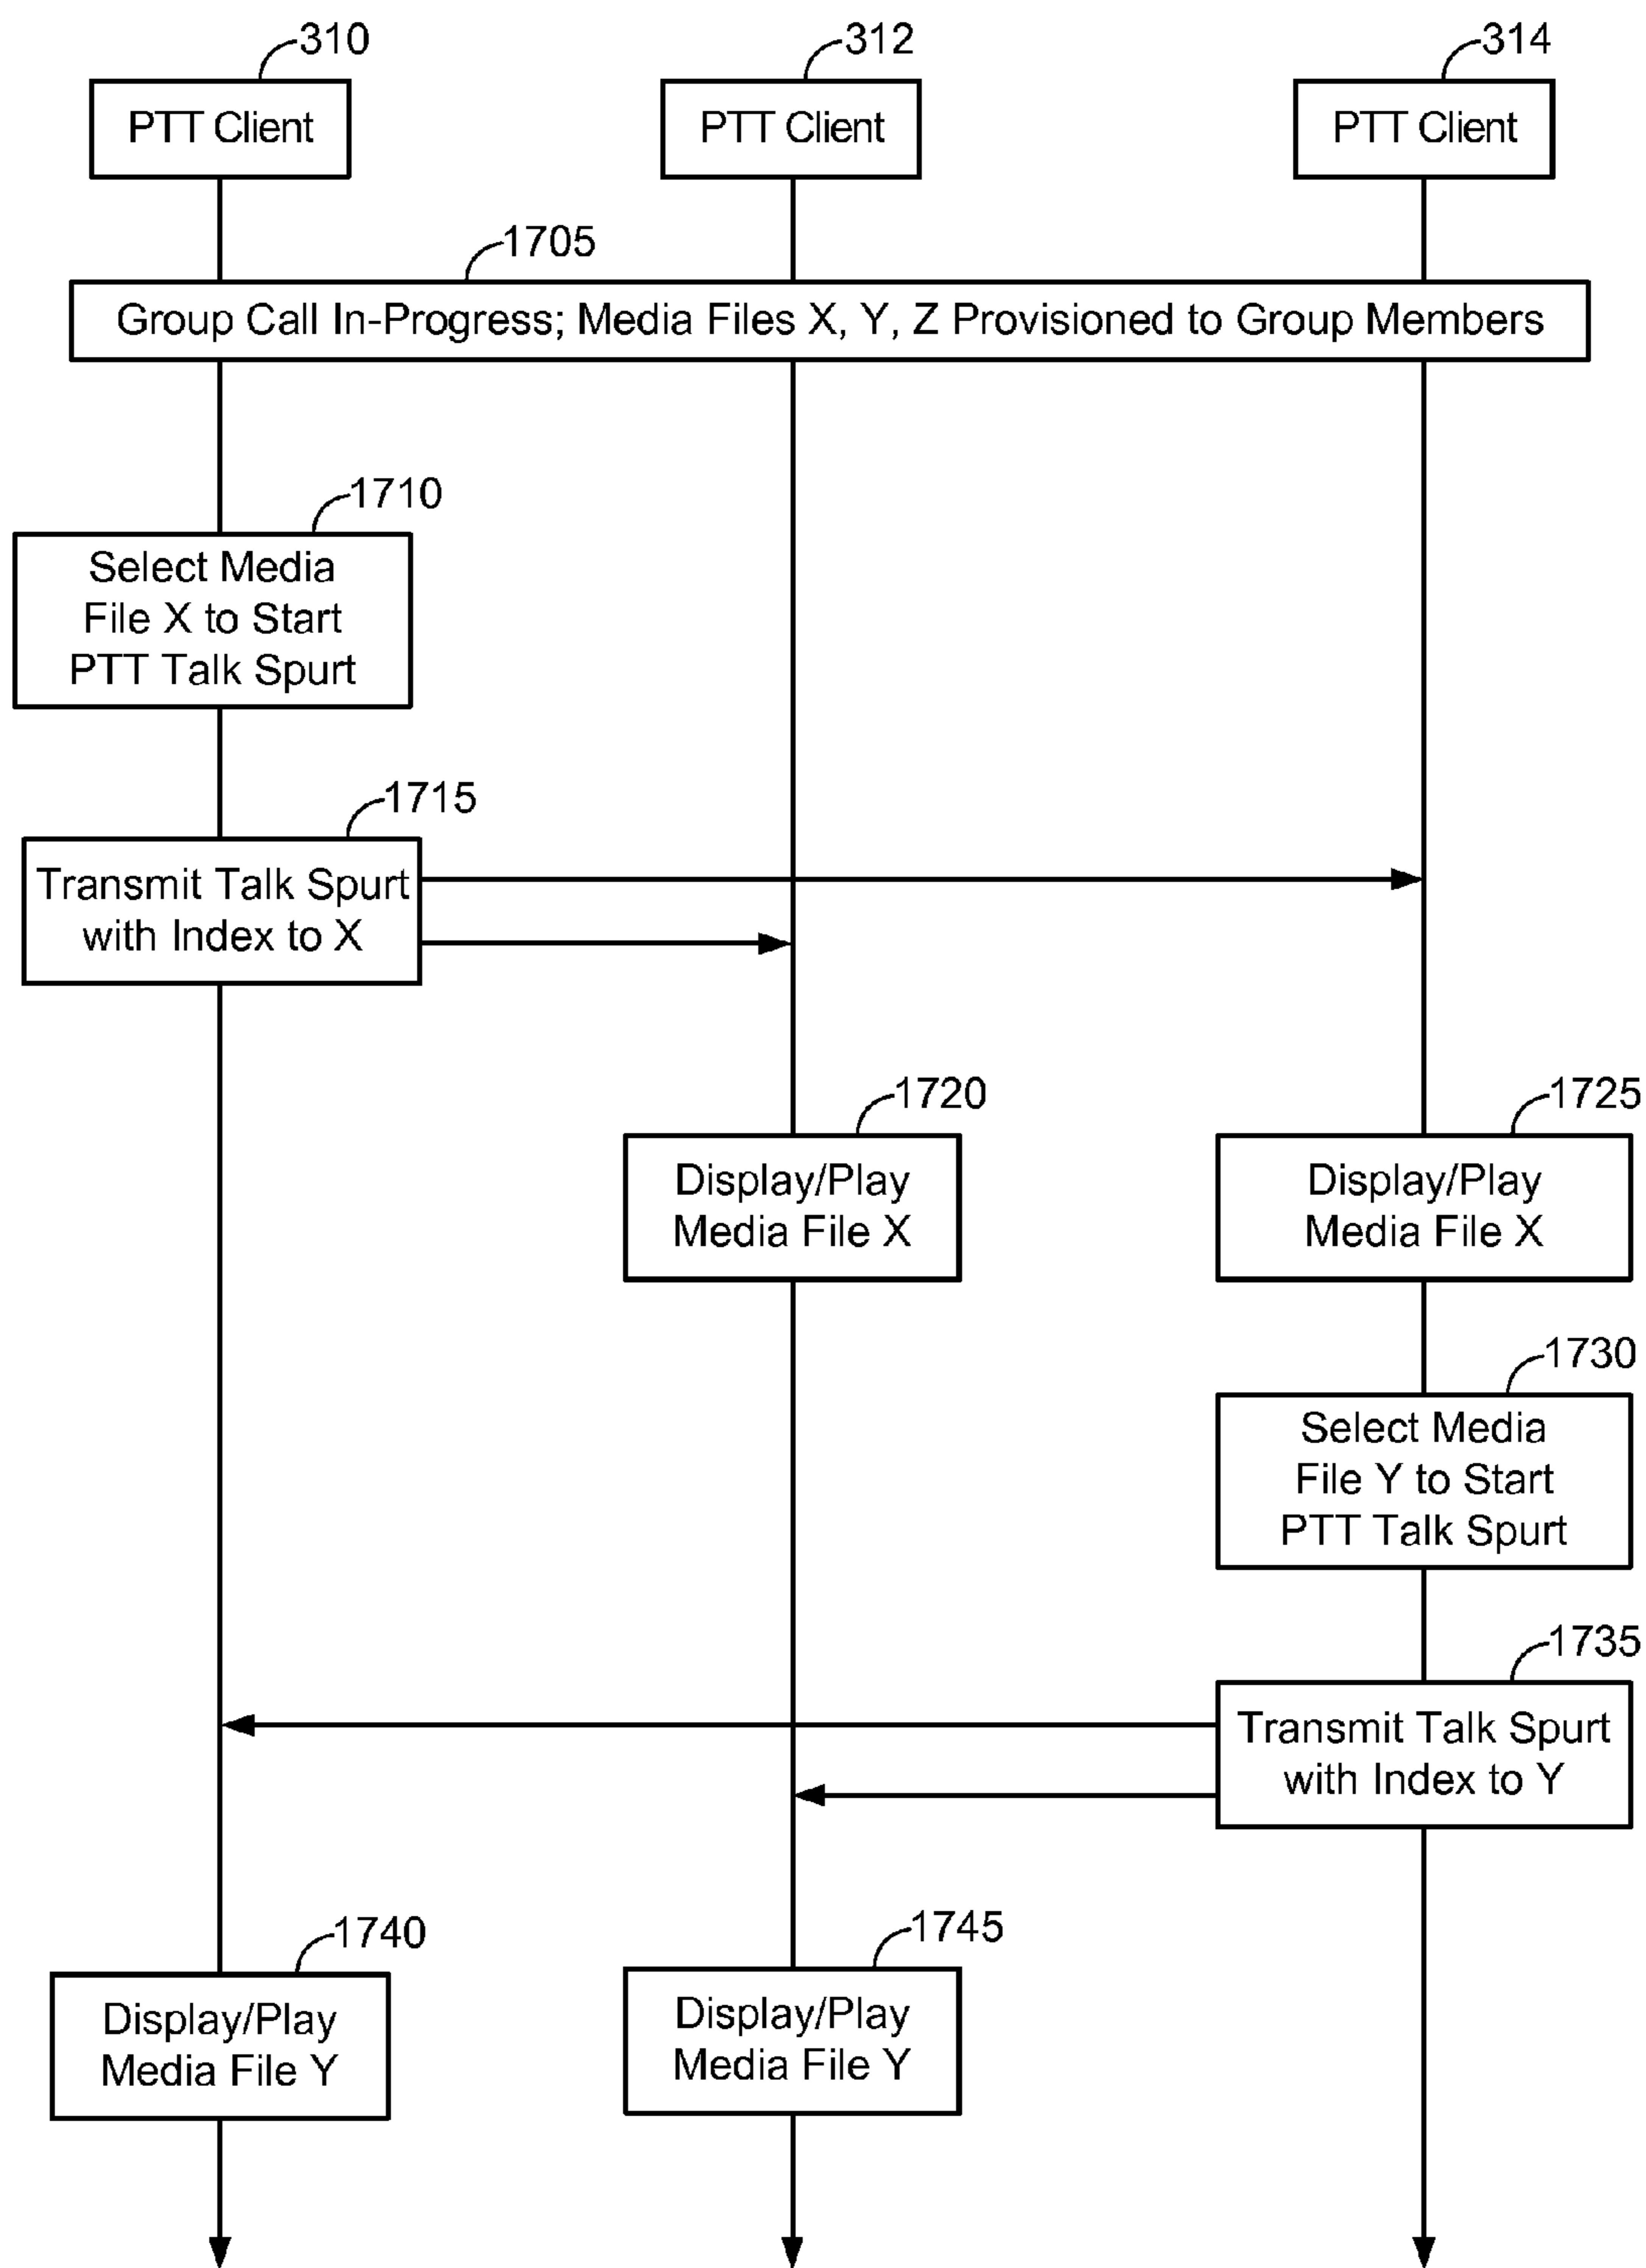 310
312
314
PTT Client
PTT Client
PTT Client
1705
Group Call In-Progress; Media Files X, Y, Z Provisioned to Group Members
1710
Select Media
File X to Start
PTT Talk Spurt
1715
Transmit Talk Spurt
with Index to X
1720
Display/Play
Media File X
1725
Display/Play
Media File X
1730
Select Media
File Y to Start
PTT Talk Spurt
1735
Transmit Talk Spurt
with Index to Y
1740
Display/Play
Media File Y
1745
Display/Play
Media File Y